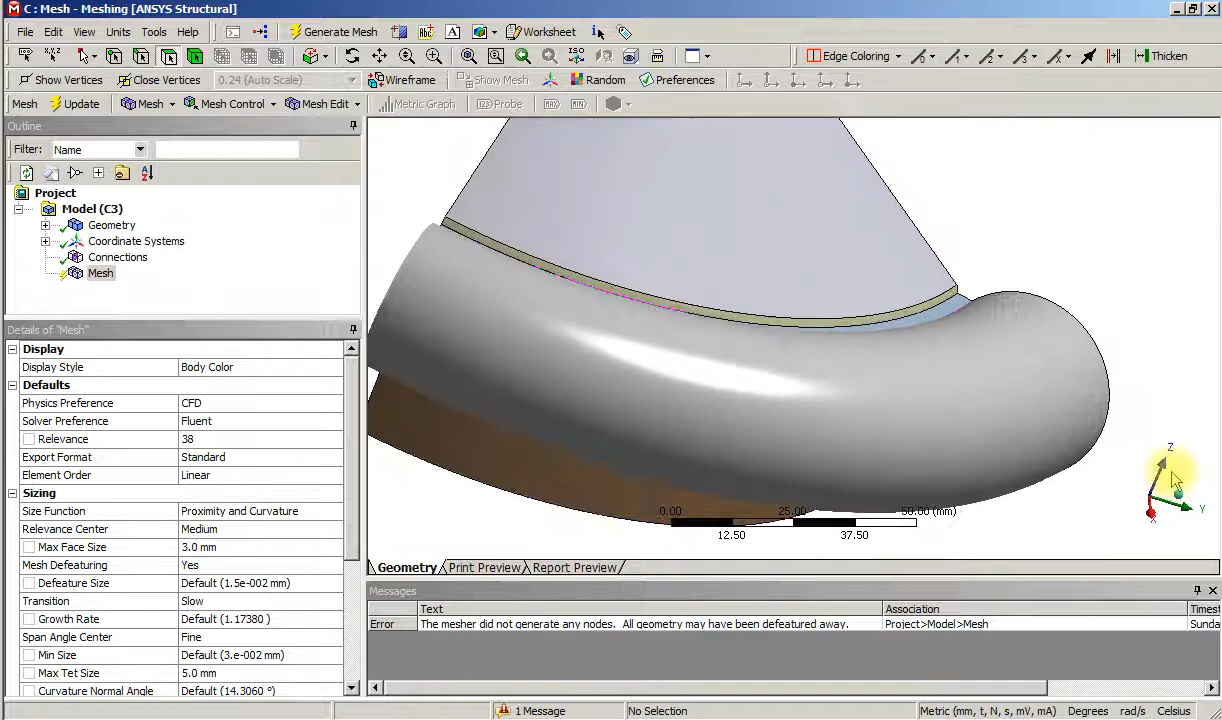 C : Mesh - Meshing [ANSYS Structural]
File Edit View Units Tools Help Generate Mesh Worksheet
Edge Coloring Thicken
Show Vertices Close Vertices 0.24 (Auto Scale) Wireframe Show Mesh Random Preferences
Mesh Update Mesh Mesh Control Mesh Edit Metric Graph Probe
Outline
Filter: Name
Project
Model (C3)
Geometry
Coordinate Systems
Connections
Mesh
Details of "Mesh"
Display
Display Style Body Color
Defaults
Physics Preference CFD
Solver Preference Fluent
Relevance 38
Export Format Standard
Element Order Linear
Sizing
Size Function Proximity and Curvature
Relevance Center Medium
Max Face Size 3.0 mm
Mesh Defeaturing Yes
Defeature Size Default (1.5e-002 mm)
Transition Slow
Growth Rate Default (1.17380 )
Span Angle Center Fine
Min Size Default (3.e-002 mm)
Max Tet Size 5.0 mm
Curvature Normal Angle Default (14.3060 °)
Z
Y
X
0.00 25.00 50.00 (mm)
12.50 37.50
Geometry Print Preview Report Preview
Messages
Text Association Timest
Error The mesher did not generate any nodes. All geometry may have been defeatured away. Project>Model>Mesh Sunda
1 Message No Selection Metric (mm, t, N, s, mV, mA) Degrees rad/s Celsius